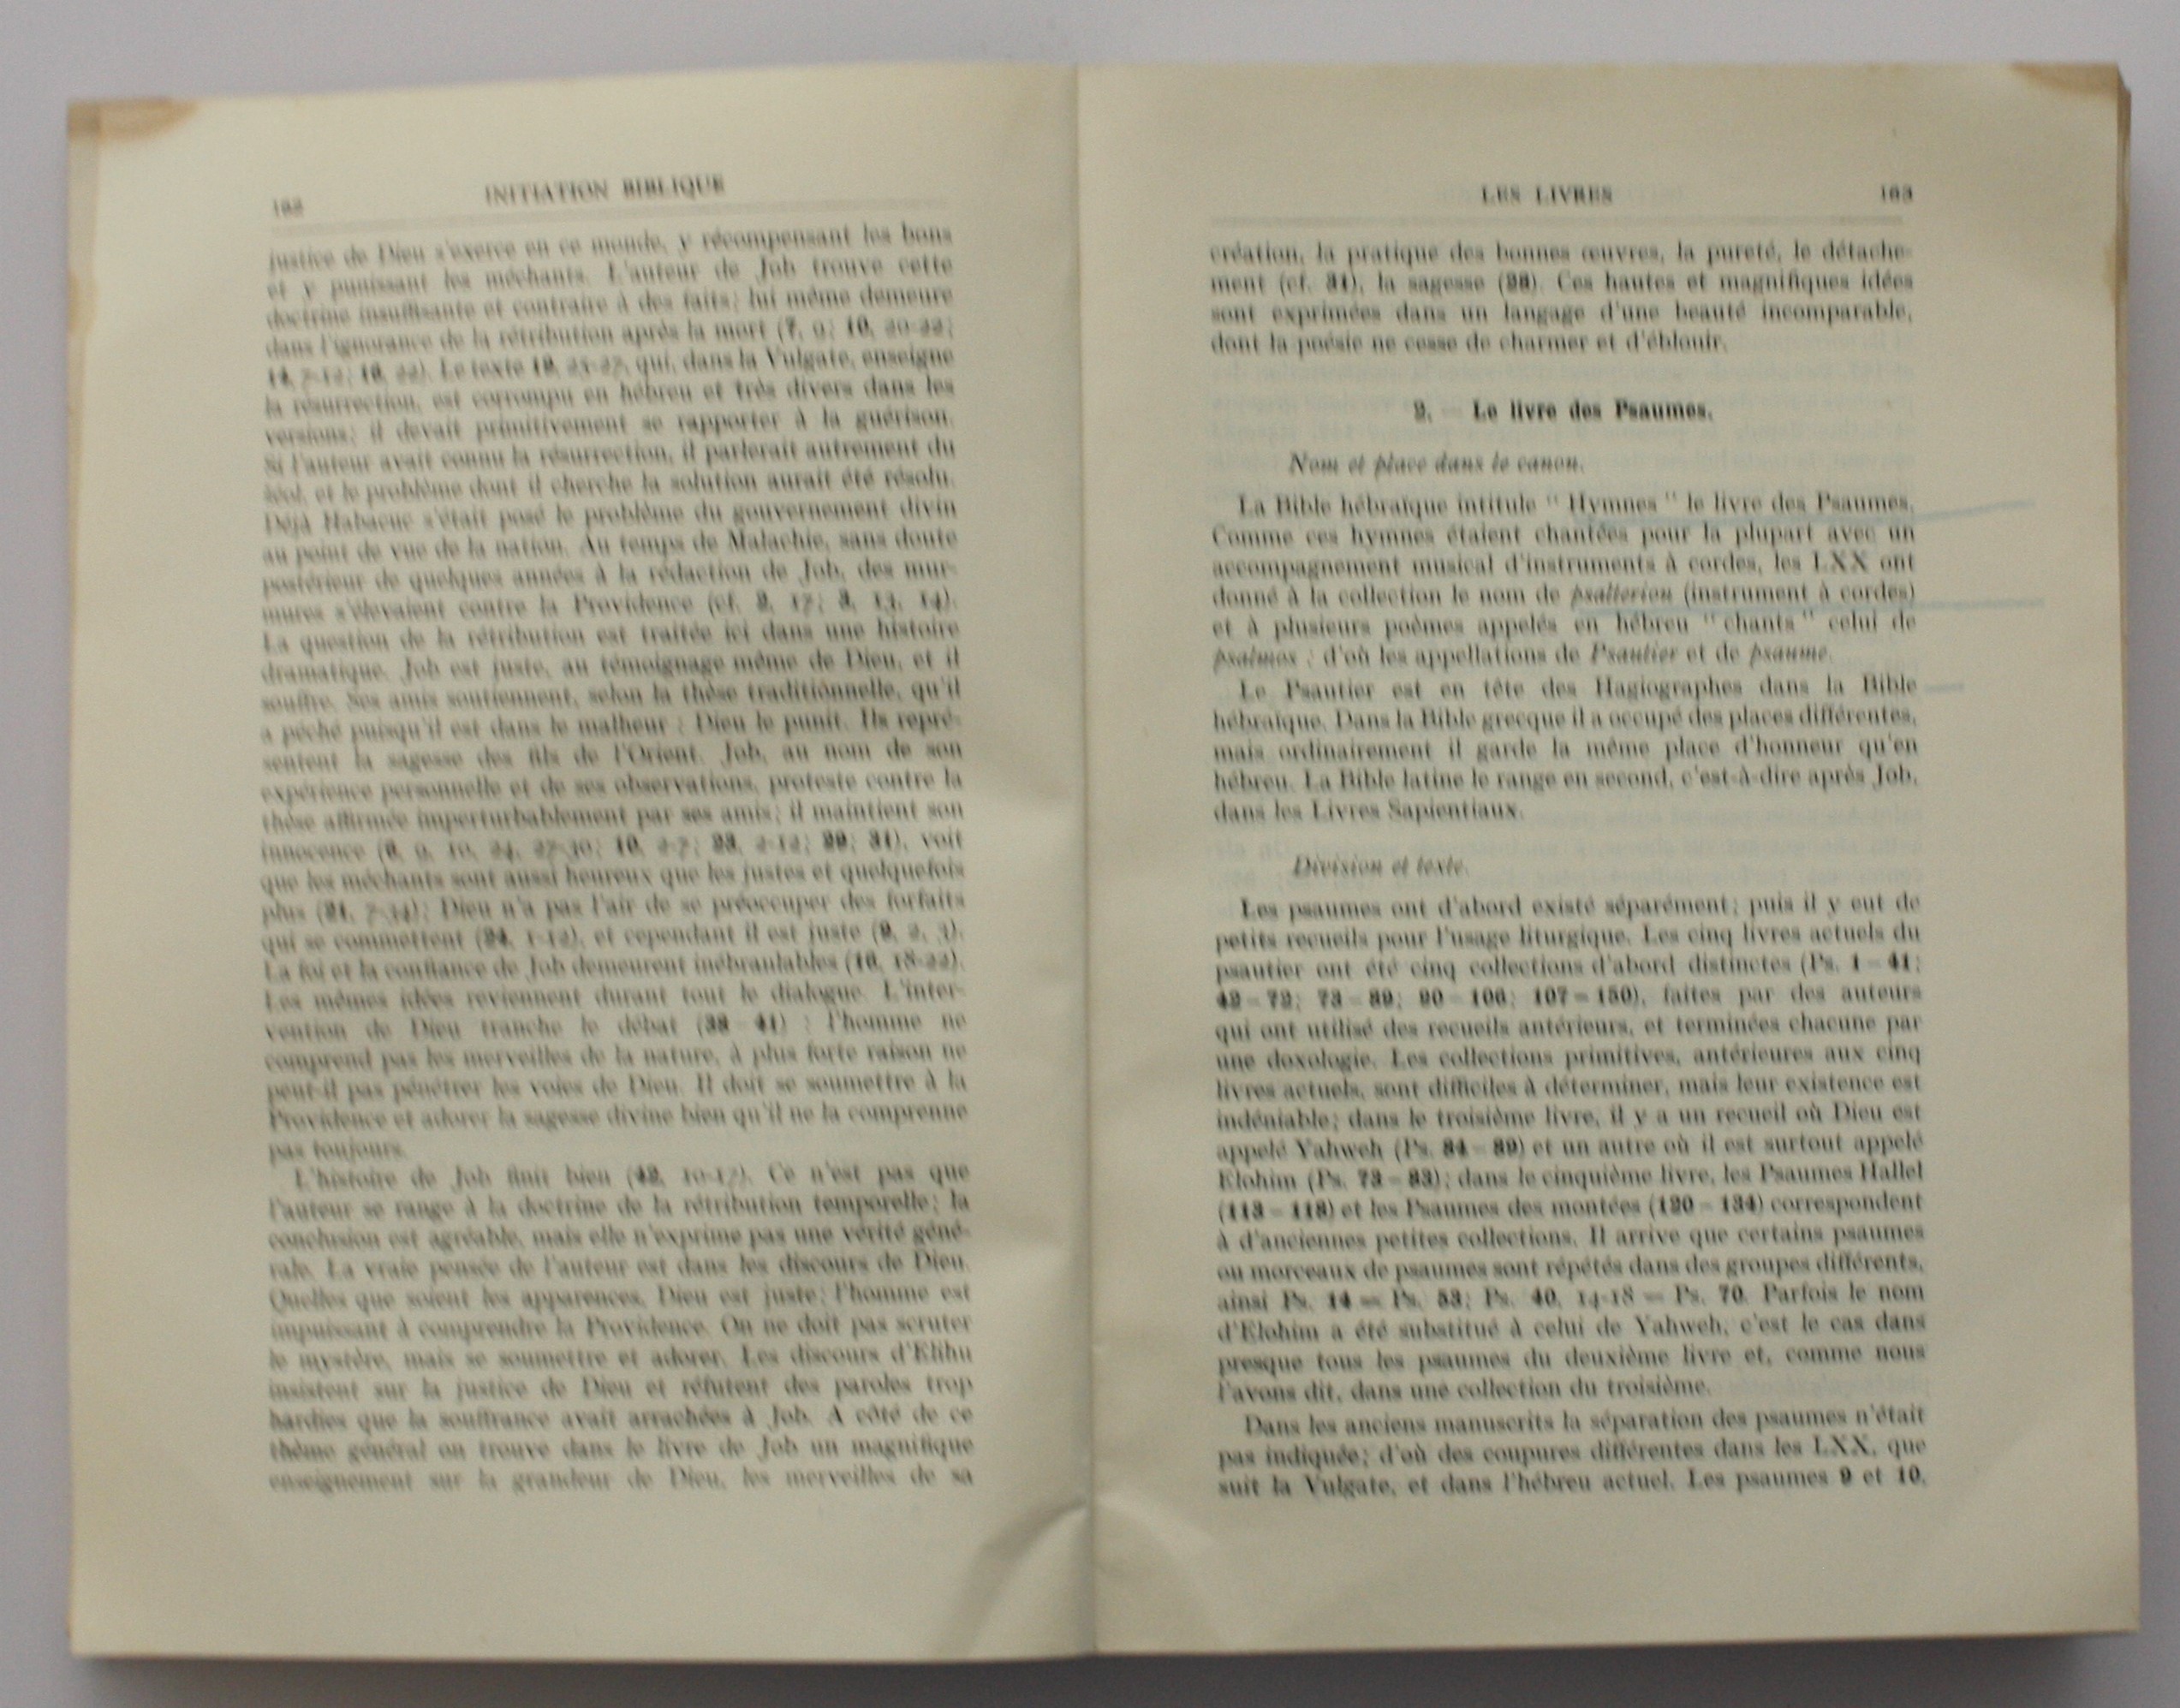 INITIATION BIBLIQUE
justice de Dieu s'exerce en ce monde, y récompensant les bons
et y punissant les méchants. L'auteur de Job trouve cette
doctrine insuffisante et contraire à des faits; lui même demeure
dans l'ignorance de la rétribution après la mort (7, 9; 10, 20-22;
14, 7-12; 16, 22). Le texte 19, 25-27, qui, dans la Vulgate, enseigne
la résurrection, est corrompu en hébreu et très divers dans les
versions; il devait primitivement se rapporter à la guérison.
Si l'auteur avait connu la résurrection, il parlerait autrement du
et le problème dont il cherche la solution aurait été résolu.
Déjà Habacuc s'était posé le problème du gouvernement divin
au point de vue de la nation. Au temps de Malachie, sans doute
postérieur de quelques années à la rédaction de Job, des mur-
mures s'élevaient contre la Providence (cf. 2, 17; 3, 13, 14).
La question de la rétribution est traitée ici dans une histoire
dramatique. Job est juste, au témoignage même de Dieu, et il
souffre. Ses amis soutiennent, selon la thèse traditionnelle, qu'il
a péché puisqu'il est dans le malheur : Dieu le punit. Ils repré-
sentent la sagesse des fils de l'Orient. Job, au nom de son
expérience personnelle et de ses observations, proteste contre la
thèse affirmée imperturbablement par ses amis; il maintient son
innocence voit
que les méchants sont aussi heureux que les justes et quelquefois
plus (21, 7-14); Dieu n'a pas l'air de se préoccuper des forfaits
qui se commettent (24, 1-12), et cependant il est juste
La foi et la confiance de Job demeurent inébranlables (16, 18-22).
Les mêmes idées reviennent durant tout le dialogue. L'inter-
vention de Dieu tranche le débat (38 – 41) : l'homme ne
comprend pas les merveilles de la nature, à plus forte raison ne
peut-il pas pénétrer les voies de Dieu. Il doit se soumettre à la
Providence et adorer la sagesse divine bien qu'il ne la comprenne
pas toujours.
L'histoire de Job finit bien (42, 10-17). Ce n'est pas que
l'auteur se range à la doctrine de la rétribution temporelle; la
conclusion est agréable, mais elle n'exprime pas une vérité géné-
rale. La vraie pensée de l'auteur est dans les discours de Dieu.
Quelles que soient les apparences, Dieu est juste; l'homme est
impuissant à comprendre la Providence. On ne doit pas scruter
le mystère, mais se soumettre et adorer. Les discours d'Elihu
insistent sur la justice de Dieu et réfutent des paroles trop
hardies que la souffrance avait arrachées à Job. A côté de ce
thème général on trouve dans le livre de Job un magnifique
enseignement sur la grandeur de Dieu, les merveilles de sa
LES LIVRES 163
création, la pratique des bonnes œuvres, la pureté, le détache-
ment (cf. 31), la sagesse (28). Ces hautes et magnifiques idées
sont exprimées dans un langage d'une beauté incomparable,
dont la poésie ne cesse de charmer et d'éblouir.
2. — Le livre des Psaumes.
Nom et place dans le canon.
La Bible hébraïque intitule " Hymnes " le livre des Psaumes.
Comme ces hymnes étaient chantées pour la plupart avec un
accompagnement musical d'instruments à cordes, les LXX ont
donné à la collection le nom de psalterion (instrument à cordes)
et à plusieurs poèmes appelés en hébreu " chants " celui de
psalmos ; d'où les appellations de Psautier et de psaume.
Le Psautier est en tête des Hagiographes dans la Bible
hébraïque. Dans la Bible grecque il a occupé des places différentes,
mais ordinairement il garde la même place d'honneur qu'en
hébreu. La Bible latine le range en second, c'est-à-dire après Job,
dans les Livres Sapientiaux.
Division et texte.
Les psaumes ont d'abord existé séparément; puis il y eut de
petits recueils pour l'usage liturgique. Les cinq livres actuels du
psautier ont été cinq collections d'abord distinctes (Ps. 1 – 41;
42 – 72; 73 – 89; 90 – 106; 107 – 150), faites par des auteurs
qui ont utilisé des recueils antérieurs, et terminées chacune par
une doxologie. Les collections primitives, antérieures aux cinq
livres actuels, sont difficiles à déterminer, mais leur existence est
indéniable; dans le troisième livre, il y a un recueil où Dieu est
appelé Yahweh (Ps. 84 – 89) et un autre où il est surtout appelé
Elohim (Ps. 73 – 83); dans le cinquième livre, les Psaumes Hallel
(113 – 118) et les Psaumes des montées (120 – 134) correspondent
à d'anciennes petites collections. Il arrive que certains psaumes
ou morceaux de psaumes sont répétés dans des groupes différents,
ainsi Ps. 14 = Ps. 53; Ps. 40, 14-18 = Ps. 70. Parfois le nom
d'Elohim a été substitué à celui de Yahweh, c'est le cas dans
presque tous les psaumes du deuxième livre et, comme nous
l'avons dit, dans une collection du troisième.
Dans les anciens manuscrits la séparation des psaumes n'était
pas indiquée; d'où des coupures différentes dans les LXX, que
suit la Vulgate, et dans l'hébreu actuel. Les psaumes 9 et 10,